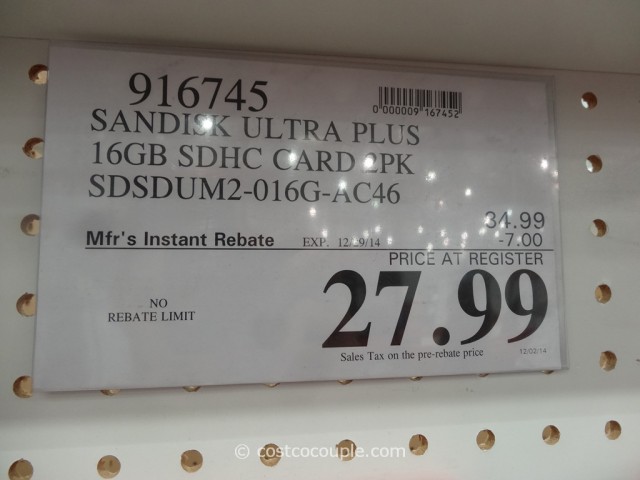 916745
0 000009 167452
SANDISK ULTRA PLUS
16GB SDHC CARD 2PK
SDSDUM2-016G-AC46
34.99
Mfr's Instant Rebate EXP. 12/29/14 -7.00
PRICE AT REGISTER
27.99
NO
REBATE LIMIT
Sales Tax on the pre-rebate price 12/02/14
© costcocouple.com